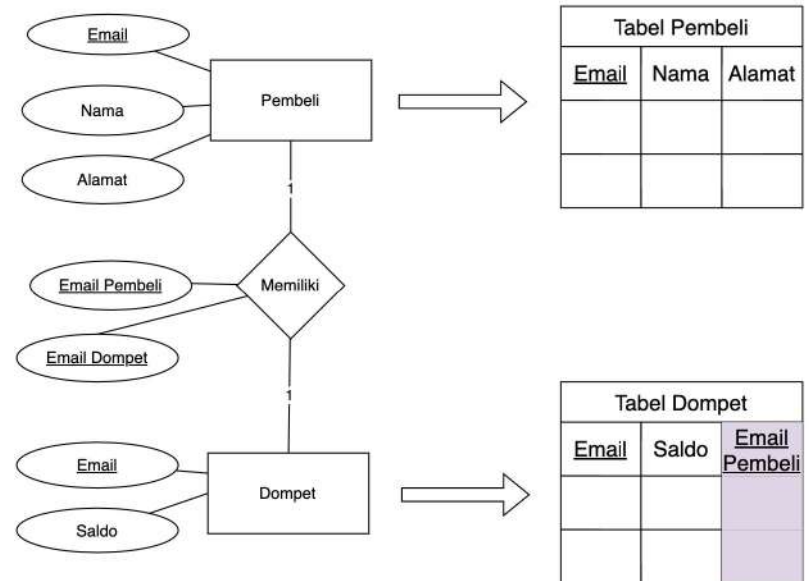 Email
Nama
Alamat
Pembeli
1
Memiliki
Email Pembeli
Email Dompet
1
Email
Saldo
Dompet
Tabel Pembeli
Email Nama Alamat
Tabel Dompet
Email Saldo Email
Pembeli